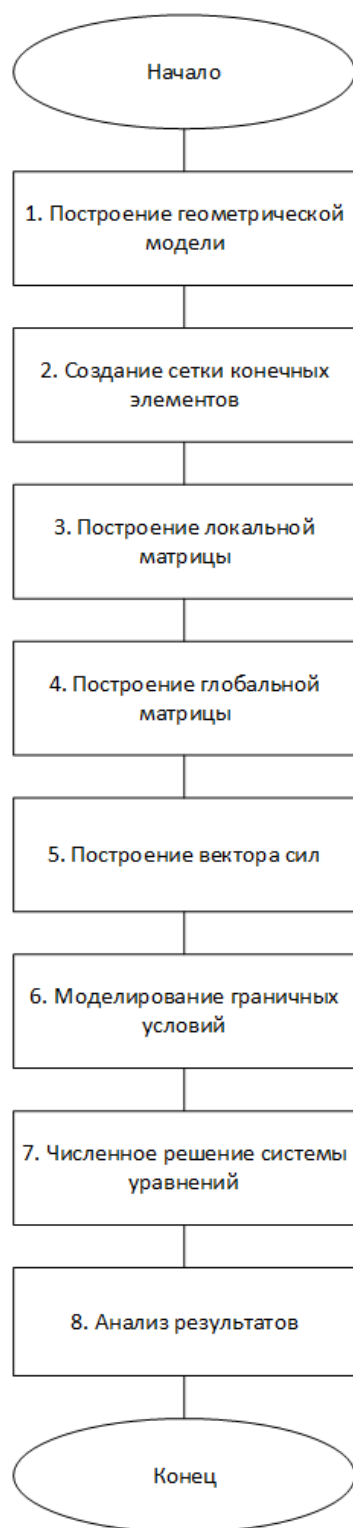 Начало
1. Построение геометрической
модели
2. Создание сетки конечных
элементов
3. Построение локальной
матрицы
4. Построение глобальной
матрицы
5. Построение вектора сил
6. Моделирование граничных
условий
7. Численное решение системы
уравнений
8. Анализ результатов
Конец